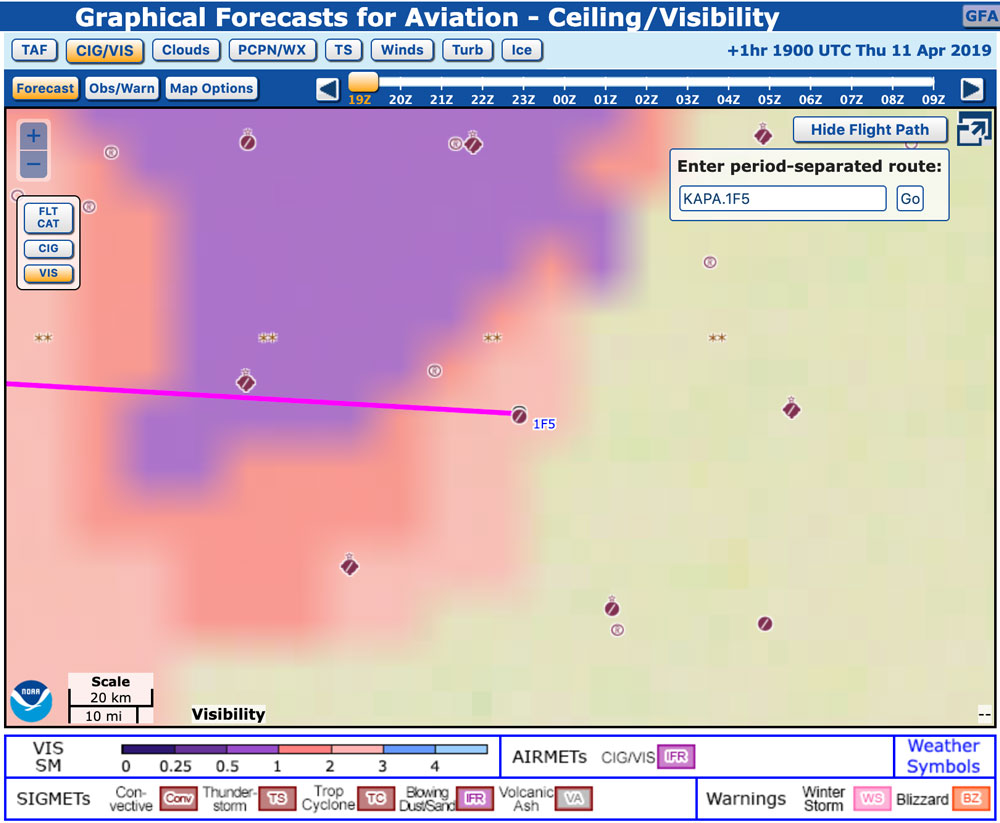 Graphical Forecasts for Aviation - Ceiling/Visibility
GFA
TAF CIG/VIS Clouds PCPN/WX TS Winds Turb Ice +1hr 1900 UTC Thu 11 Apr 2019
Forecast Obs/Warn Map Options
19Z 20Z 21Z 22Z 23Z 00Z 01Z 02Z 03Z 04Z 05Z 06Z 07Z 08Z 09Z
+
−
Hide Flight Path
Enter period-separated route:
KAPA.1F5 Go
FLT
CAT
CIG
VIS
1F5
NOAA
Scale
20 km
10 mi
Visibility
--
VIS
SM
0 0.25 0.5 1 2 3 4
AIRMETs CIG/VIS IFR
Weather
Symbols
SIGMETs Con-
vective Conv Thunder-
storm TS Trop
Cyclone TC Blowing
Dust/Sand IFR Volcanic
Ash VA
Warnings Winter
Storm WS Blizzard BZ